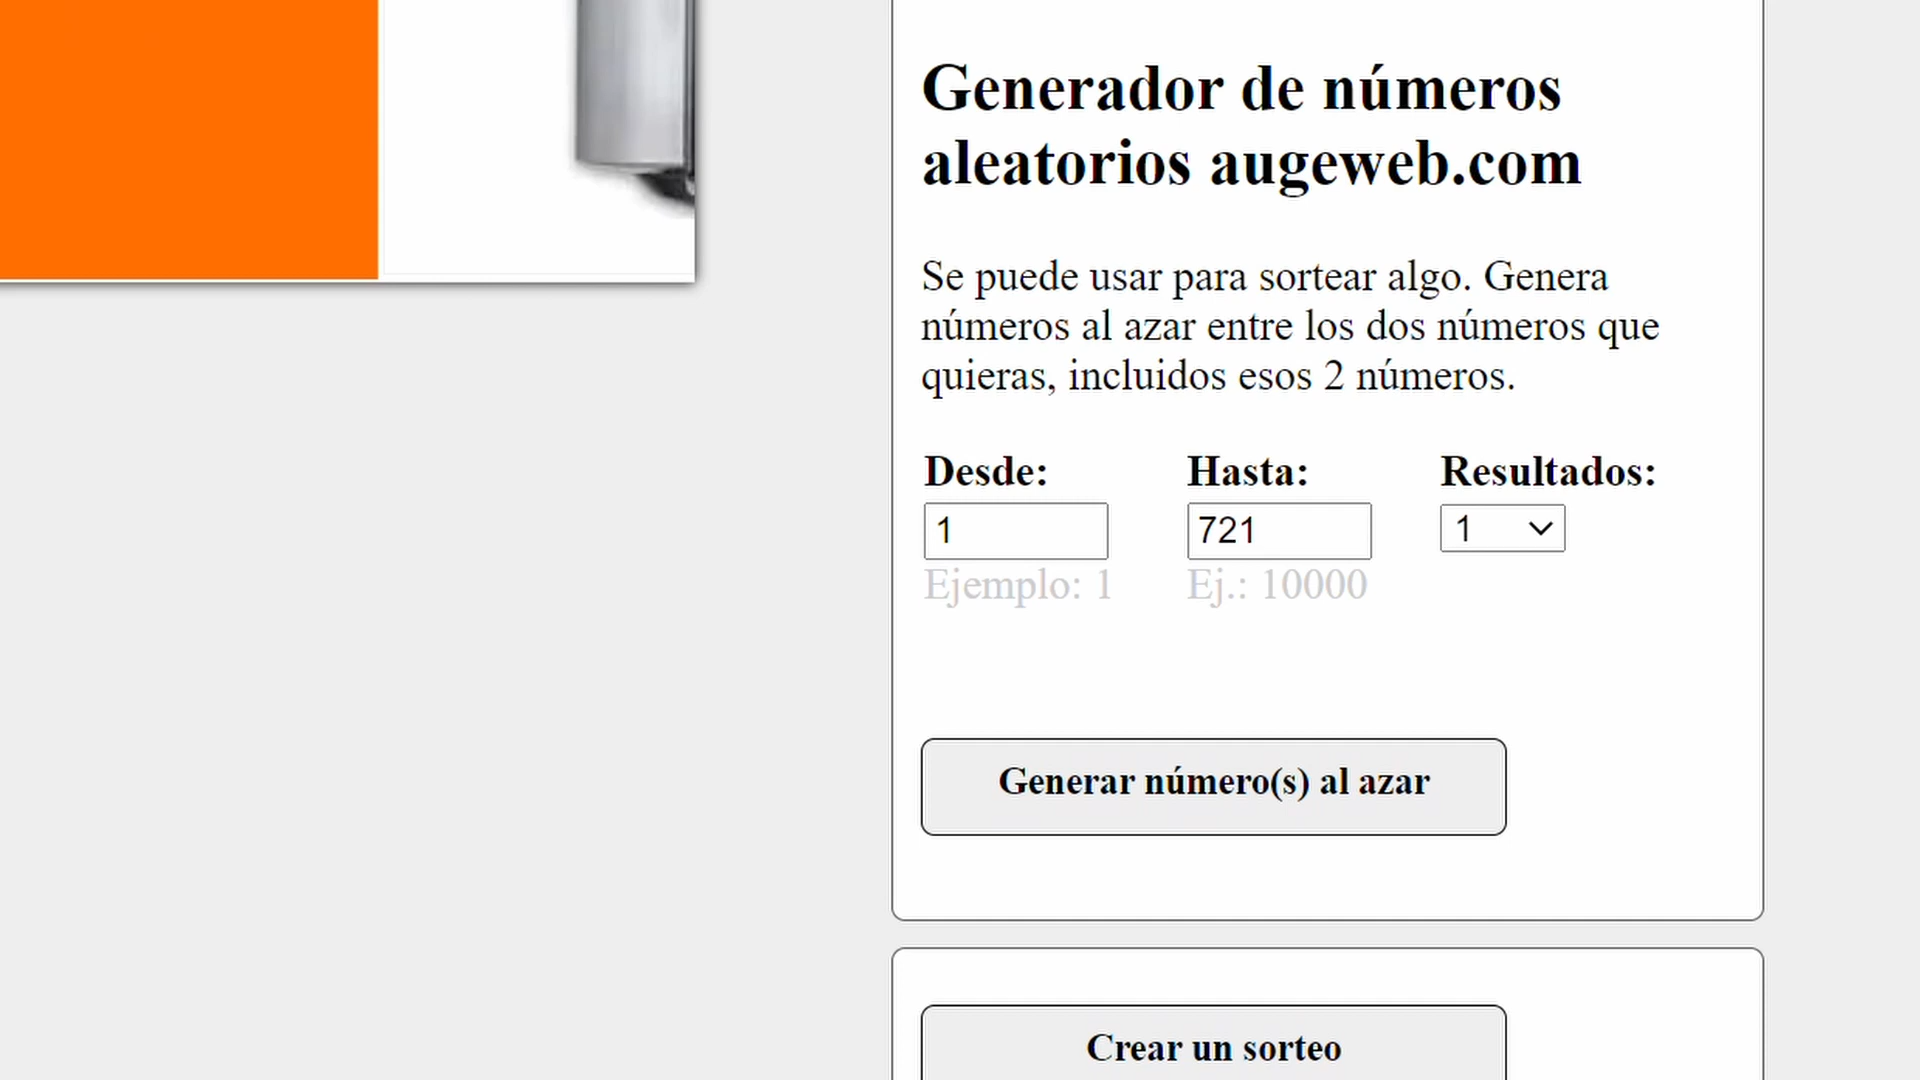 Generador de números
aleatorios augeweb.com
Se puede usar para sortear algo. Genera
números al azar entre los dos números que
quieras, incluidos esos 2 números.
Desde: Hasta: Resultados:
1 721 1
Ejemplo: 1 Ej.: 10000
Generar número(s) al azar
Crear un sorteo